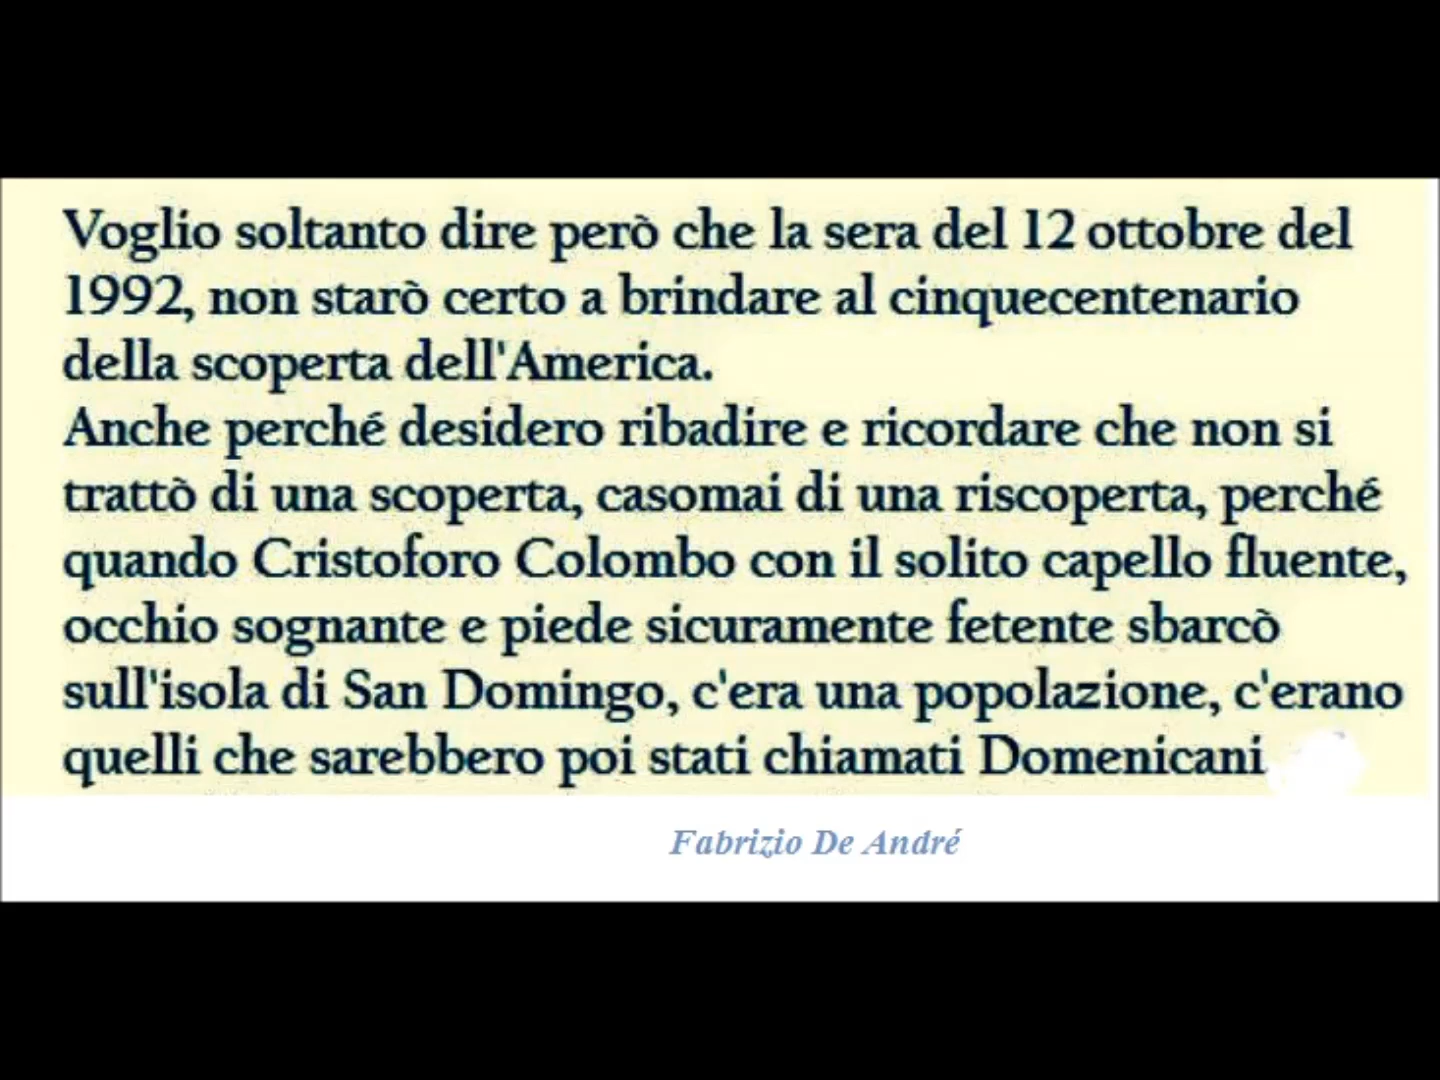 Voglio soltanto dire però che la sera del 12 ottobre del
1992, non starò certo a brindare al cinquecentenario
della scoperta dell'America.
Anche perché desidero ribadire e ricordare che non si
trattò di una scoperta, casomai di una riscoperta, perché
quando Cristoforo Colombo con il solito capello fluente,
occhio sognante e piede sicuramente fetente sbarcò
sull'isola di San Domingo, c'era una popolazione, c'erano
quelli che sarebbero poi stati chiamati Domenicani
Fabrizio De André